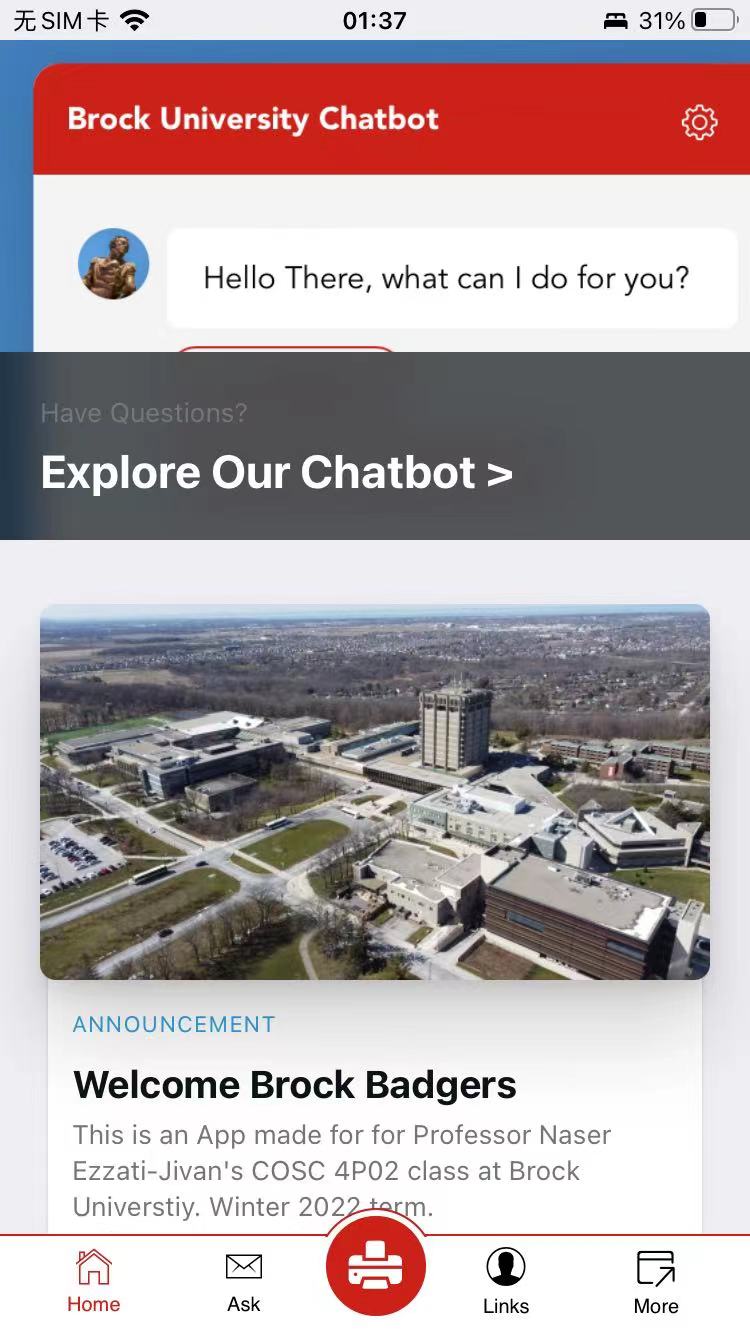 无SIM卡 01:37 31%
Brock University Chatbot
Hello There, what can I do for you?
Have Questions?
Explore Our Chatbot >
ANNOUNCEMENT
Welcome Brock Badgers
This is an App made for for Professor Naser
Ezzati-Jivan's COSC 4P02 class at Brock
Universtiy. Winter 2022 term.
Home Ask Links More